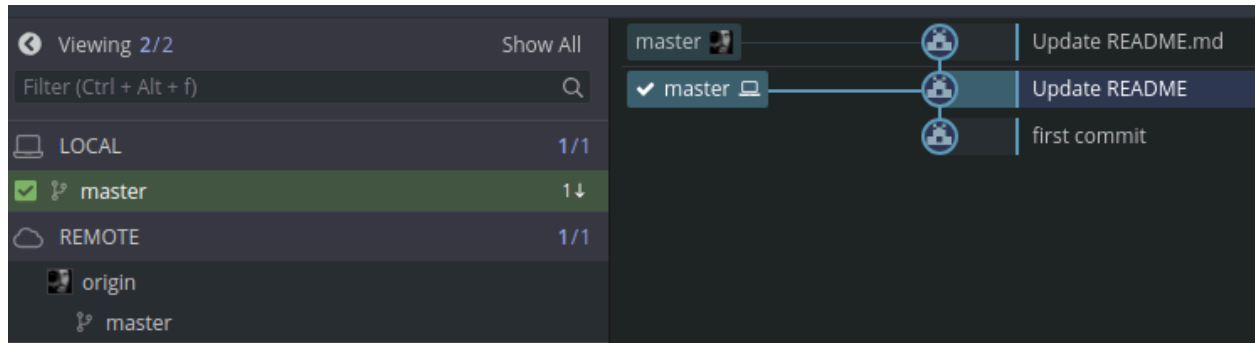 Viewing 2/2 Show All
Filter (Ctrl + Alt + f)
LOCAL 1/1
master 1↓
REMOTE 1/1
origin
master
master Update README.md
master Update README
first commit